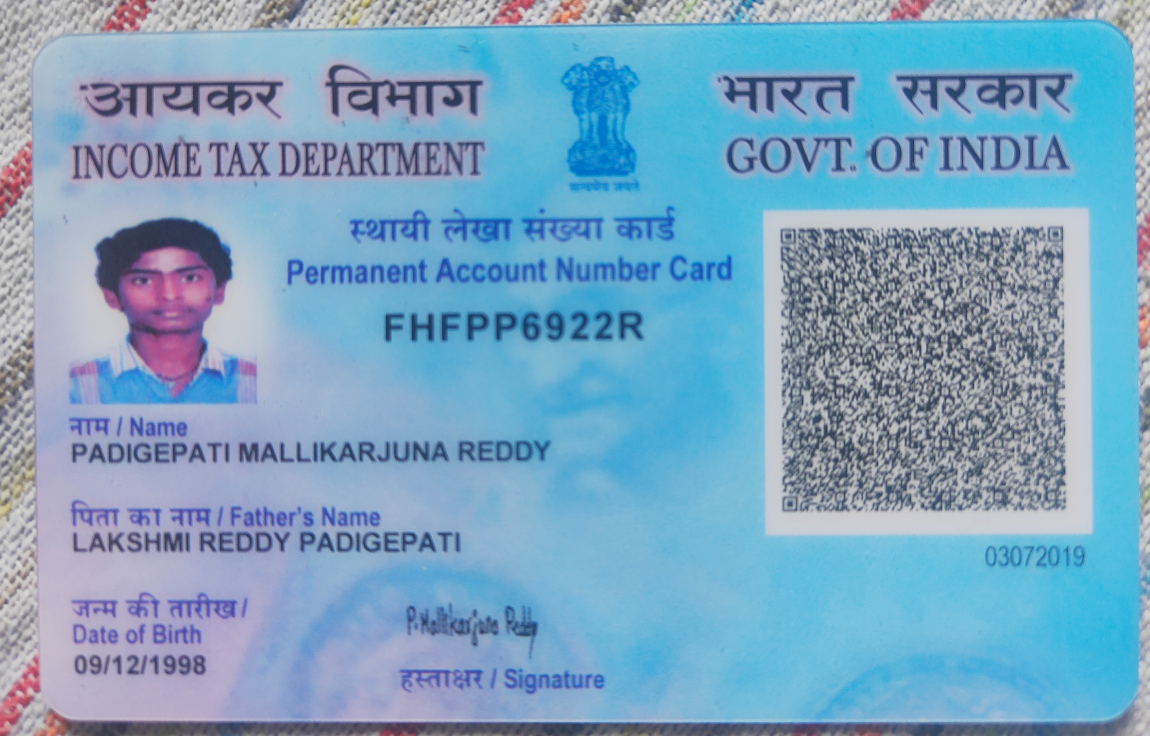 आयकर विभाग
INCOME TAX DEPARTMENT
सत्यमेव जयते
भारत सरकार
GOVT. OF INDIA
स्थायी लेखा संख्या कार्ड
Permanent Account Number Card
FHFPP6922R
नाम / Name
PADIGEPATI MALLIKARJUNA REDDY
पिता का नाम / Father's Name
LAKSHMI REDDY PADIGEPATI
03072019
जन्म की तारीख/
Date of Birth
09/12/1998
P.Mallikarjuna Reddy
हस्ताक्षर / Signature